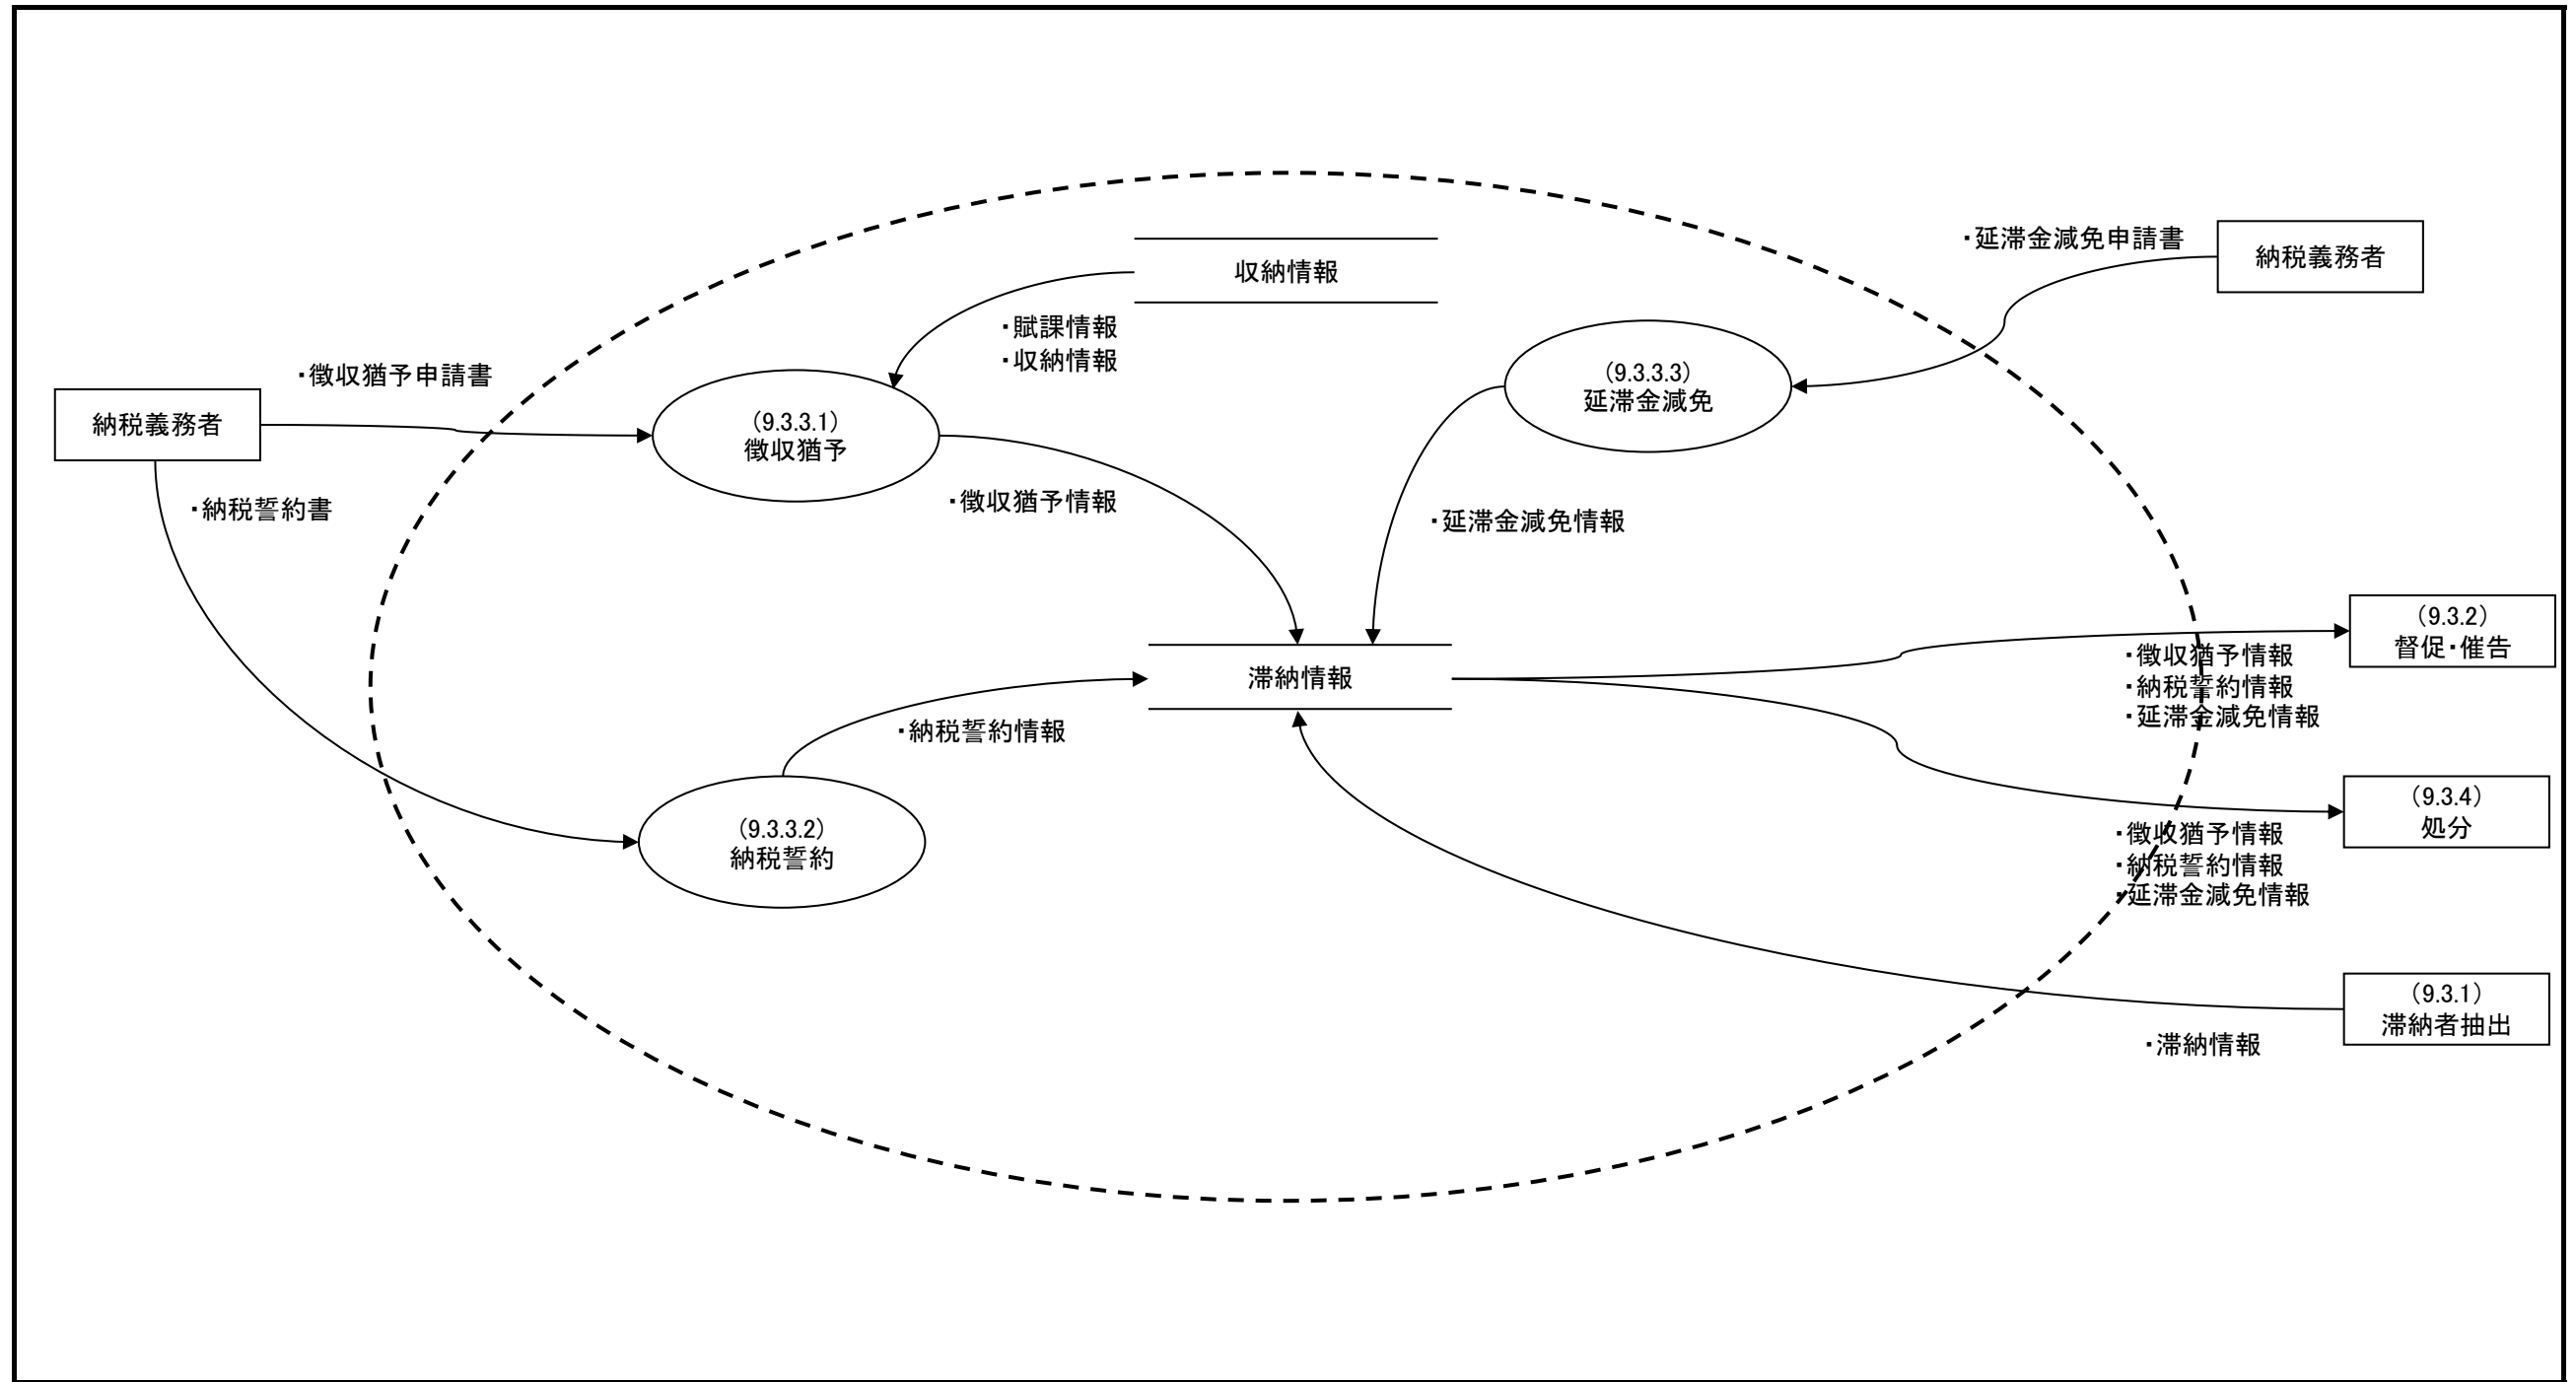 ・延滞金減免申請書
納税義務者
収納情報
・賦課情報
・収納情報
・徴収猶予申請書
納税義務者
（9.3.3.1）
徴収猶予
（9.3.3.3）
延滞金減免
・納税誓約書
・徴収猶予情報
・延滞金減免情報
（9.3.2）
督促・催告
滞納情報
・徴収猶予情報
・納税誓約情報
・延滞金減免情報
・納税誓約情報
（9.3.3.2）
納税誓約
（9.3.4）
処分
・徴収猶予情報
・納税誓約情報
・延滞金減免情報
（9.3.1）
滞納者抽出
・滞納情報